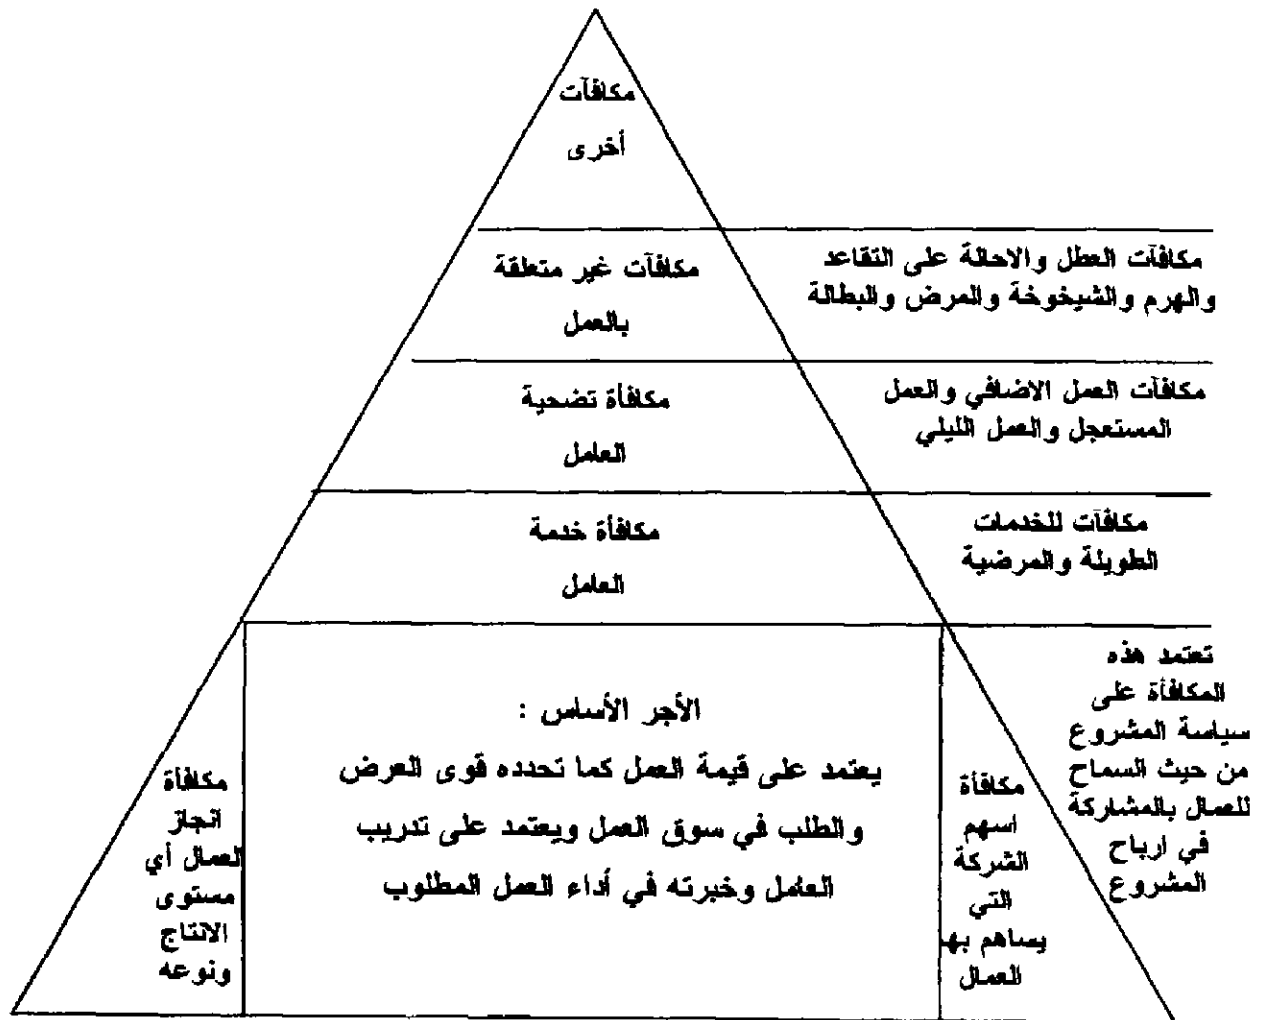 مكافآت
أخرى
مكافآت غير متعلقة
بالعمل
مكافآت العطل والاحالة على التقاعد
والهرم والشيخوخة والمرض والبطالة
مكافأة تضحية
العامل
مكافآت العمل الاضافي والعمل
المستعجل والعمل الليلي
مكافأة خدمة
العامل
مكافآت للخدمات
الطويلة والمرضية
تعتمد هذه
المكافأة على
سياسة المشروع
من حيث السماح
للعمال بالمشاركة
في ارباح
المشروع
مكافأة
اسهم
الشركة
التي
يساهم بها
العمال
الأجر الأساس :
يعتمد على قيمة العمل كما تحدده قوى العرض
والطلب في سوق العمل ويعتمد على تدريب
العامل وخبرته في أداء العمل المطلوب
مكافأة
انجاز
العمال أي
مستوى
الانتاج
ونوعه